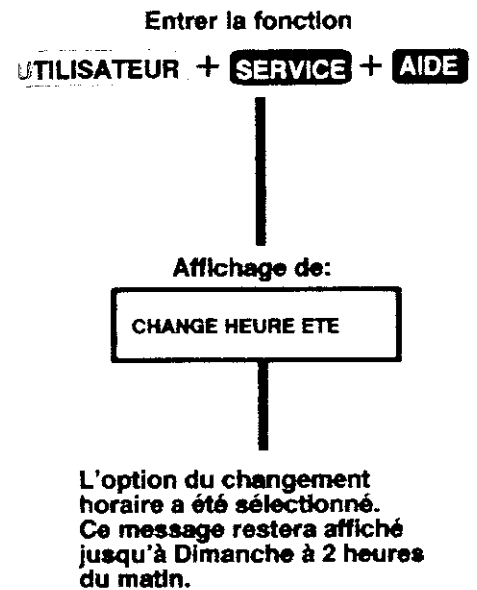 Entrer la fonction
UTILISATEUR + SERVICE + AIDE
Affichage de:
CHANGE HEURE ETE
L'option du changement
horaire a été sélectionné.
Ce message restera affiché
jusqu'à Dimanche à 2 heures
du matin.